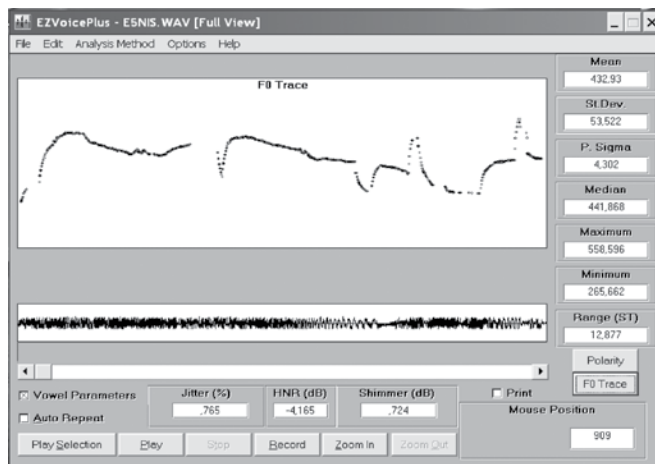 EZVoicePlus - E5NIS.WAV [Full View]
File Edit Analysis Method Options Help
F0 Trace
Mean
432,93
St.Dev.
53,522
P. Sigma
4,302
Median
441,868
Maximum
558,596
Minimum
265,662
Range (ST)
12,877
Polarity
F0 Trace
Vowel Parameters
Auto Repeat
Jitter (%)
,765
HNR (dB)
-4,165
Shimmer (dB)
,724
Print
Mouse Position
909
Play Selection Play Stop Record Zoom In Zoom Out